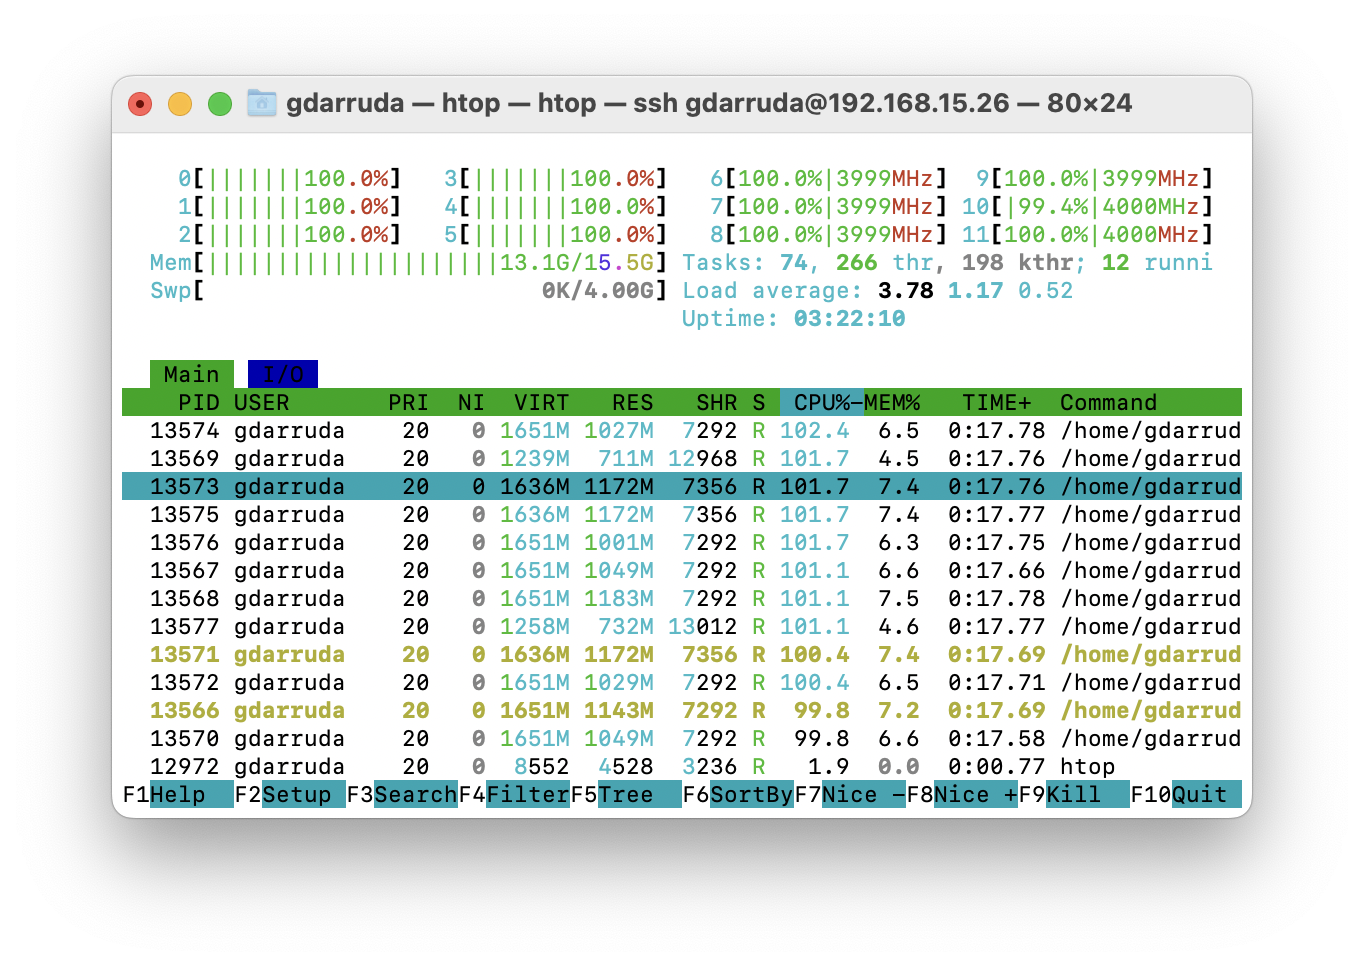 gdarruda — htop — htop — ssh gdarruda@192.168.15.26 — 80×24
0[|||||||100.0%] 3[|||||||100.0%] 6[100.0%|3999MHz] 9[100.0%|3999MHz]
1[|||||||100.0%] 4[|||||||100.0%] 7[100.0%|3999MHz] 10[|99.4%|4000MHz]
2[|||||||100.0%] 5[|||||||100.0%] 8[100.0%|3999MHz] 11[100.0%|4000MHz]
Mem[|||||||||||||||||||||13.1G/15.5G] Tasks: 74, 266 thr, 198 kthr; 12 runni
Swp[ 0K/4.00G] Load average: 3.78 1.17 0.52
Uptime: 03:22:10
Main I/O
PID USER PRI NI VIRT RES SHR S CPU%−MEM% TIME+ Command
13574 gdarruda 20 0 1651M 1027M 7292 R 102.4 6.5 0:17.78 /home/gdarrud
13569 gdarruda 20 0 1239M 711M 12968 R 101.7 4.5 0:17.76 /home/gdarrud
13573 gdarruda 20 0 1636M 1172M 7356 R 101.7 7.4 0:17.76 /home/gdarrud
13575 gdarruda 20 0 1636M 1172M 7356 R 101.7 7.4 0:17.77 /home/gdarrud
13576 gdarruda 20 0 1651M 1001M 7292 R 101.7 6.3 0:17.75 /home/gdarrud
13567 gdarruda 20 0 1651M 1049M 7292 R 101.1 6.6 0:17.66 /home/gdarrud
13568 gdarruda 20 0 1651M 1183M 7292 R 101.1 7.5 0:17.78 /home/gdarrud
13577 gdarruda 20 0 1258M 732M 13012 R 101.1 4.6 0:17.77 /home/gdarrud
13571 gdarruda 20 0 1636M 1172M 7356 R 100.4 7.4 0:17.69 /home/gdarrud
13572 gdarruda 20 0 1651M 1029M 7292 R 100.4 6.5 0:17.71 /home/gdarrud
13566 gdarruda 20 0 1651M 1143M 7292 R 99.8 7.2 0:17.69 /home/gdarrud
13570 gdarruda 20 0 1651M 1049M 7292 R 99.8 6.6 0:17.58 /home/gdarrud
12972 gdarruda 20 0 8552 4528 3236 R 1.9 0.0 0:00.77 htop
F1Help F2Setup F3SearchF4FilterF5Tree F6SortByF7Nice −F8Nice +F9Kill F10Quit